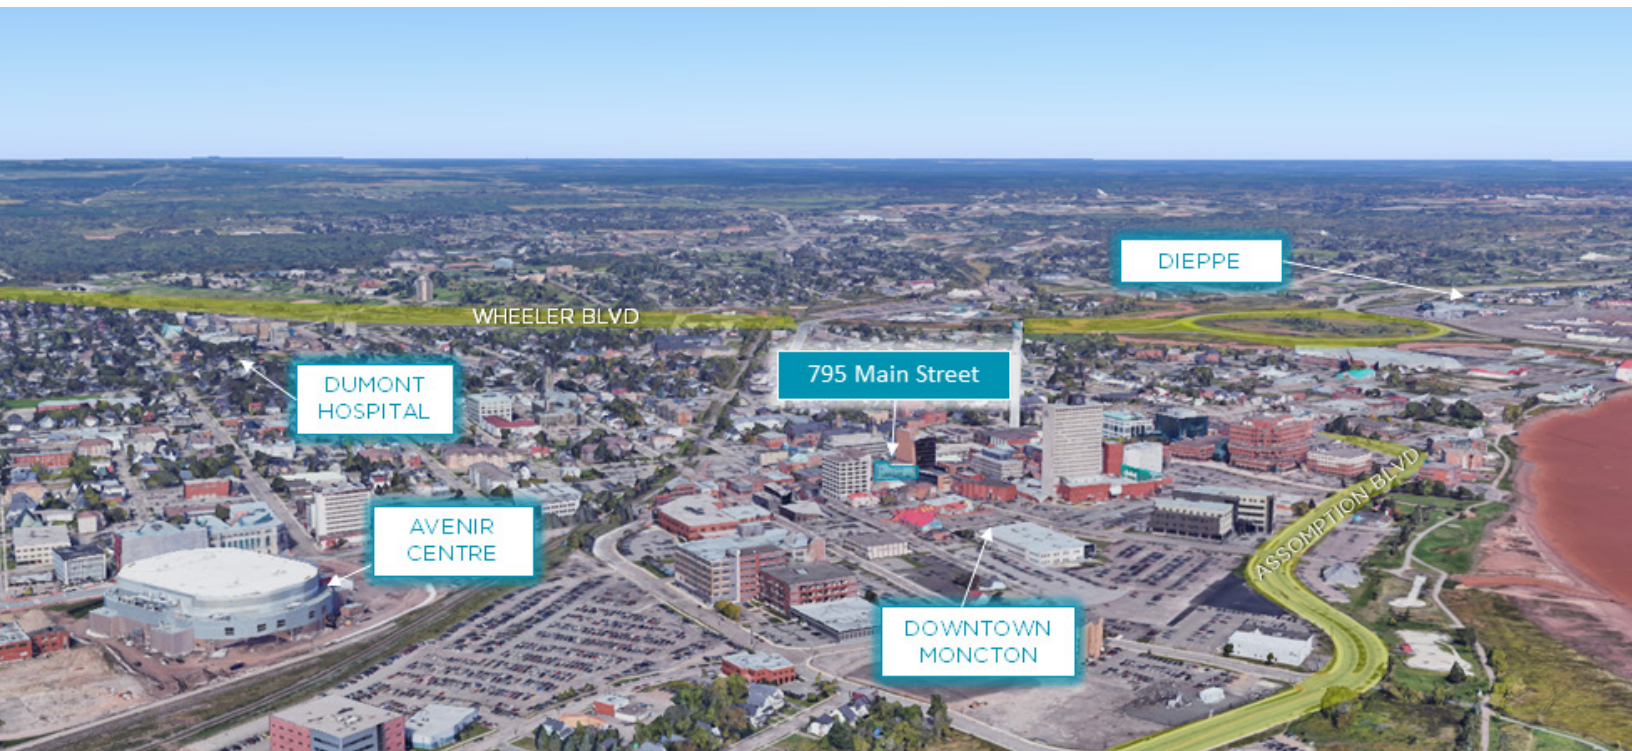 DIEPPE
WHEELER BLVD
795 Main Street
DUMONT
HOSPITAL
ASSOMPTION BLVD
AVENIR
CENTRE
DOWNTOWN
MONCTON